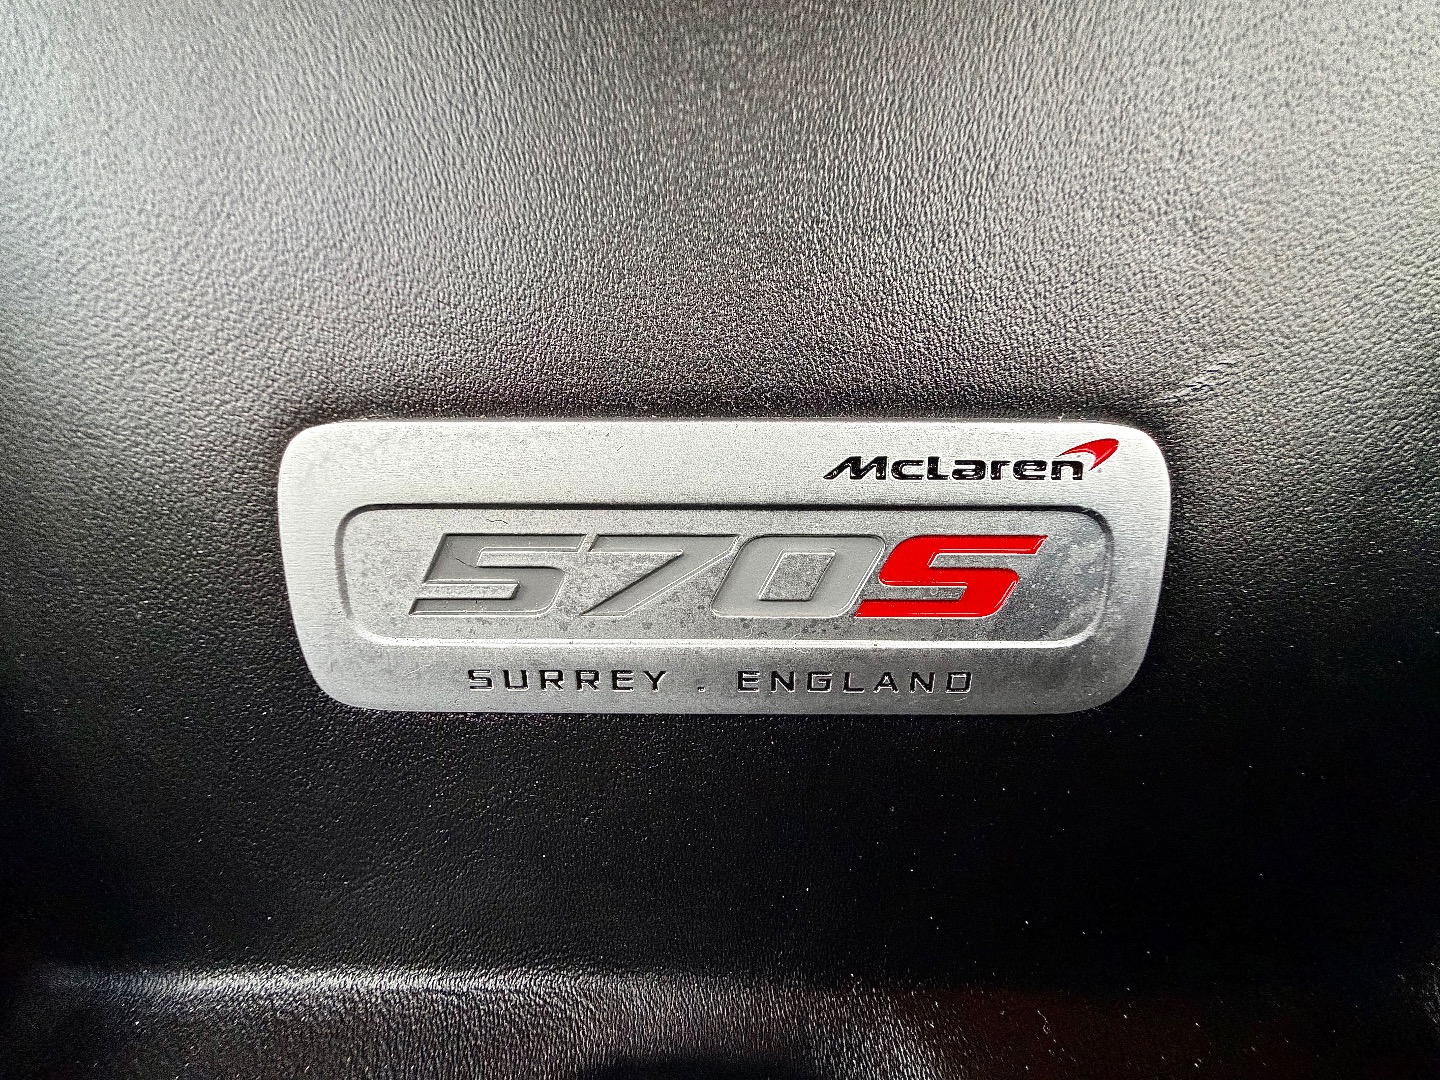 McLaren
570S
SURREY . ENGLAND